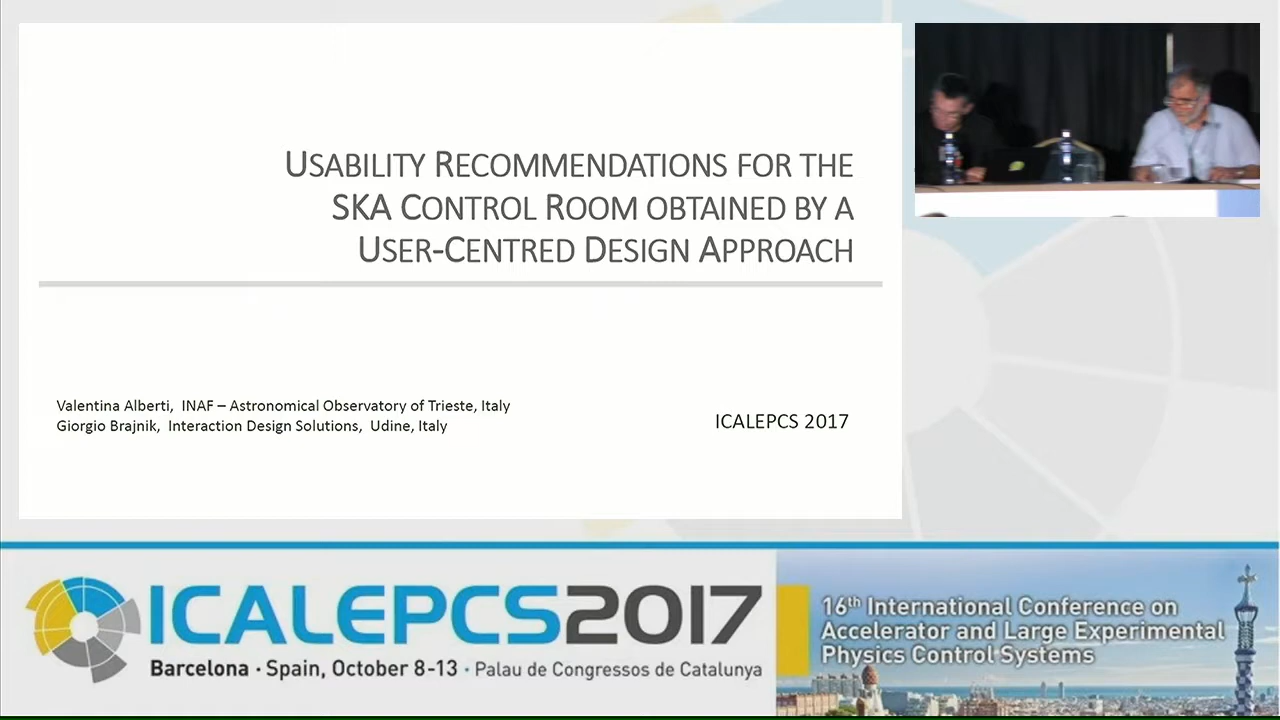 USABILITY RECOMMENDATIONS FOR THE
SKA CONTROL ROOM OBTAINED BY A
USER-CENTRED DESIGN APPROACH
Valentina Alberti, INAF – Astronomical Observatory of Trieste, Italy
Giorgio Brajnik, Interaction Design Solutions, Udine, Italy
ICALEPCS 2017
ICALEPCS2017
Barcelona · Spain, October 8-13 · Palau de Congressos de Catalunya
16th International Conference on
Accelerator and Large Experimental
Physics Control Systems